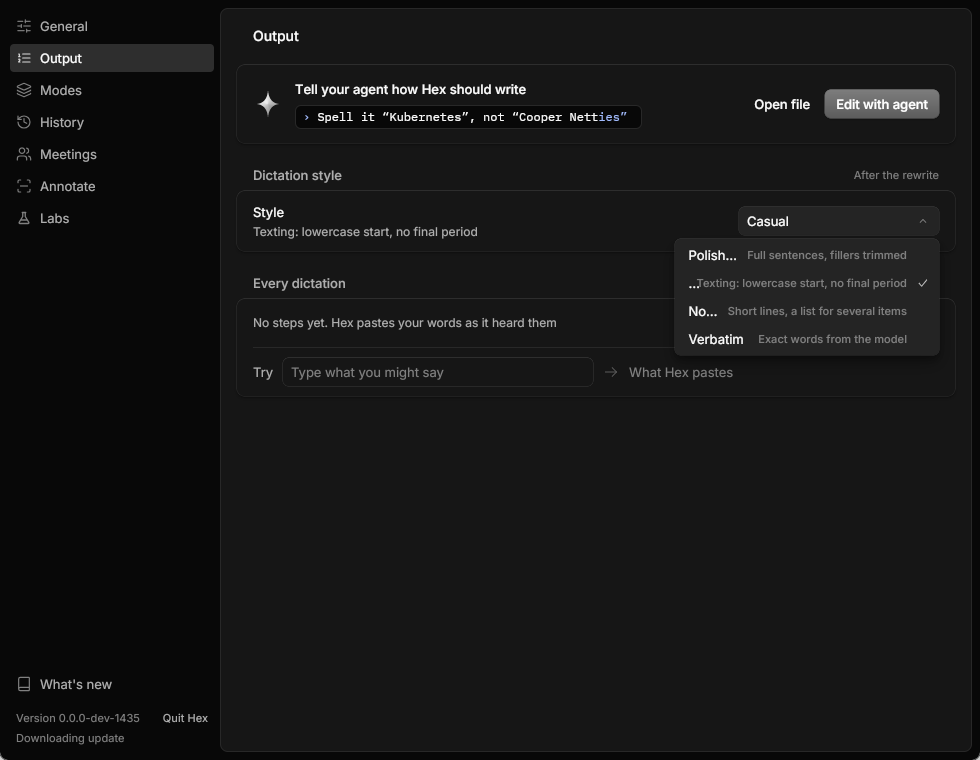 General
Output
Modes
History
Meetings
Annotate
Labs
What's new
Version 0.0.0-dev-1435
Quit Hex
Downloading update
Output
Tell your agent how Hex should write
› Spell it “Kubernetes”, not “Cooper Netties”
Open file
Edit with agent
Dictation style
After the rewrite
Style
Texting: lowercase start, no final period
Casual
Polish... Full sentences, fillers trimmed
...Texting: lowercase start, no final period
No... Short lines, a list for several items
Verbatim Exact words from the model
Every dictation
No steps yet. Hex pastes your words as it heard them
Try
Type what you might say
What Hex pastes